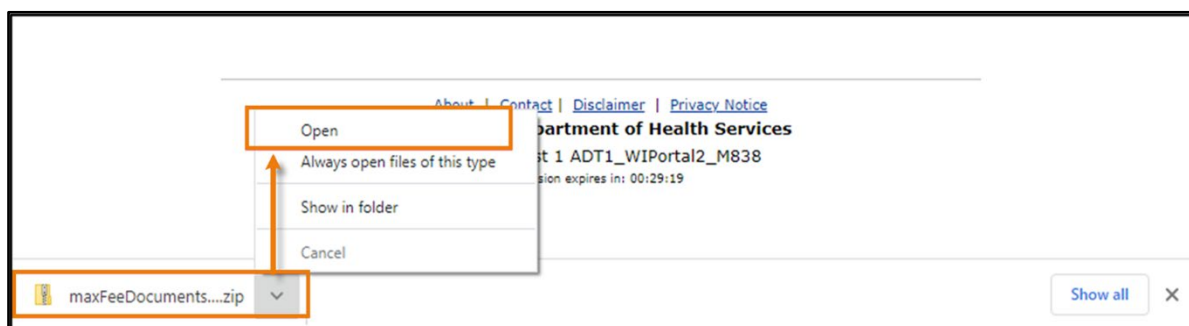 About | Contact | Disclaimer | Privacy Notice
partment of Health Services
st 1 ADT1_WIPortal2_M838
sion expires in: 00:29:19
Open
Always open files of this type
Show in folder
Cancel
maxFeeDocuments....zip
Show all